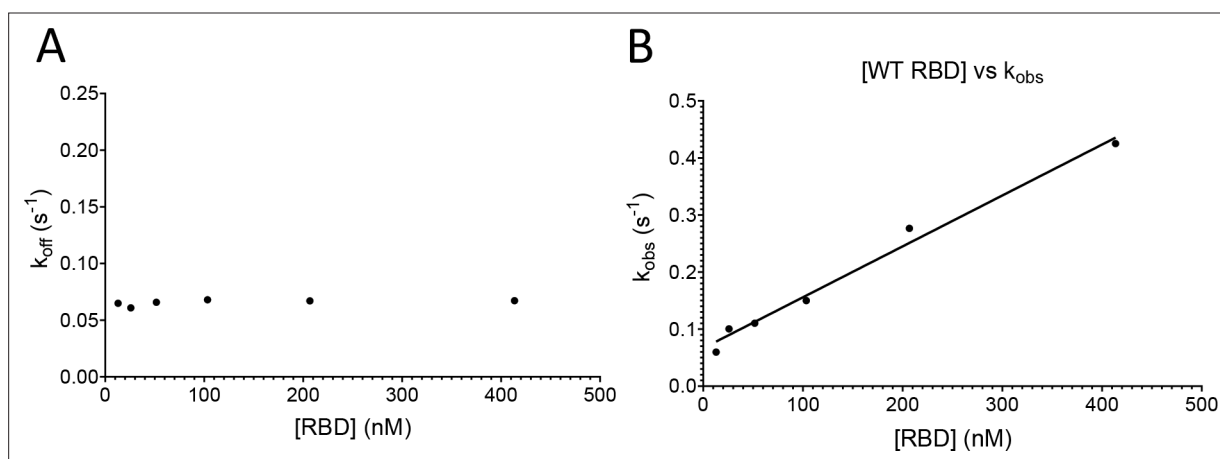 A
0.25
0.20
0.15
0.10
0.05
0.00
k_off (s⁻¹)
0 100 200 300 400 500
[RBD] (nM)
B
[WT RBD] vs k_obs
0.5
0.4
0.3
0.2
0.1
0.0
k_obs (s⁻¹)
0 100 200 300 400 500
[RBD] (nM)